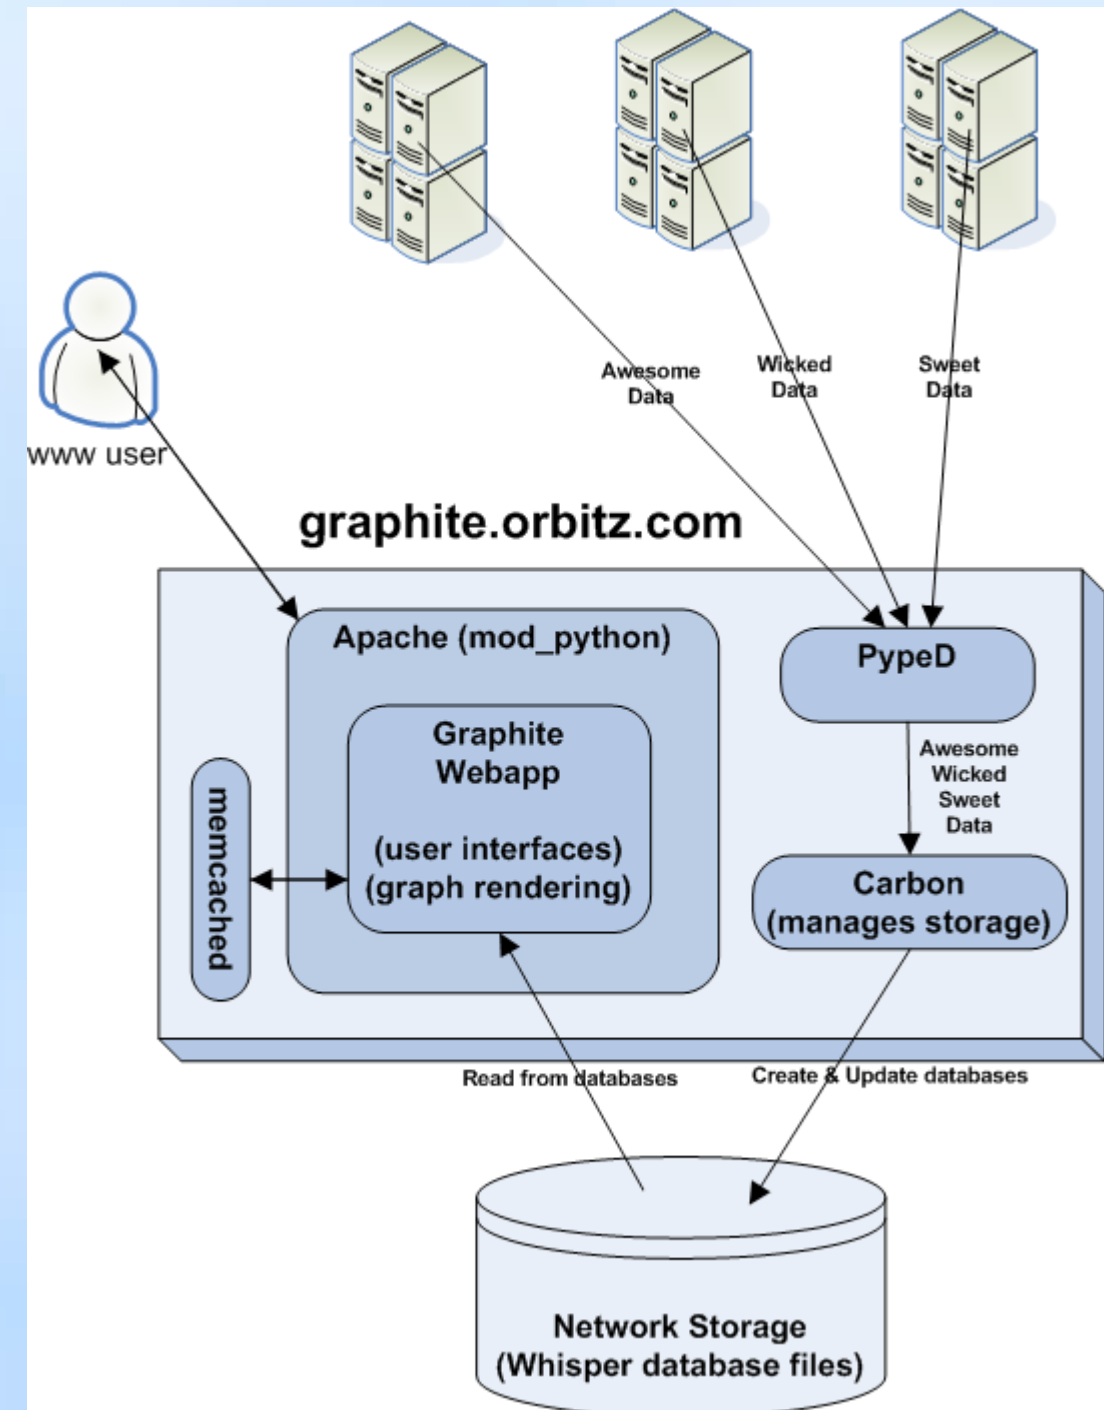 Awesome
Data
Wicked
Data
Sweet
Data
www user
graphite.orbitz.com
Apache (mod_python)
PypeD
Graphite
Webapp
(user interfaces)
(graph rendering)
memcached
Awesome
Wicked
Sweet
Data
Carbon
(manages storage)
Read from databases
Create & Update databases
Network Storage
(Whisper database files)